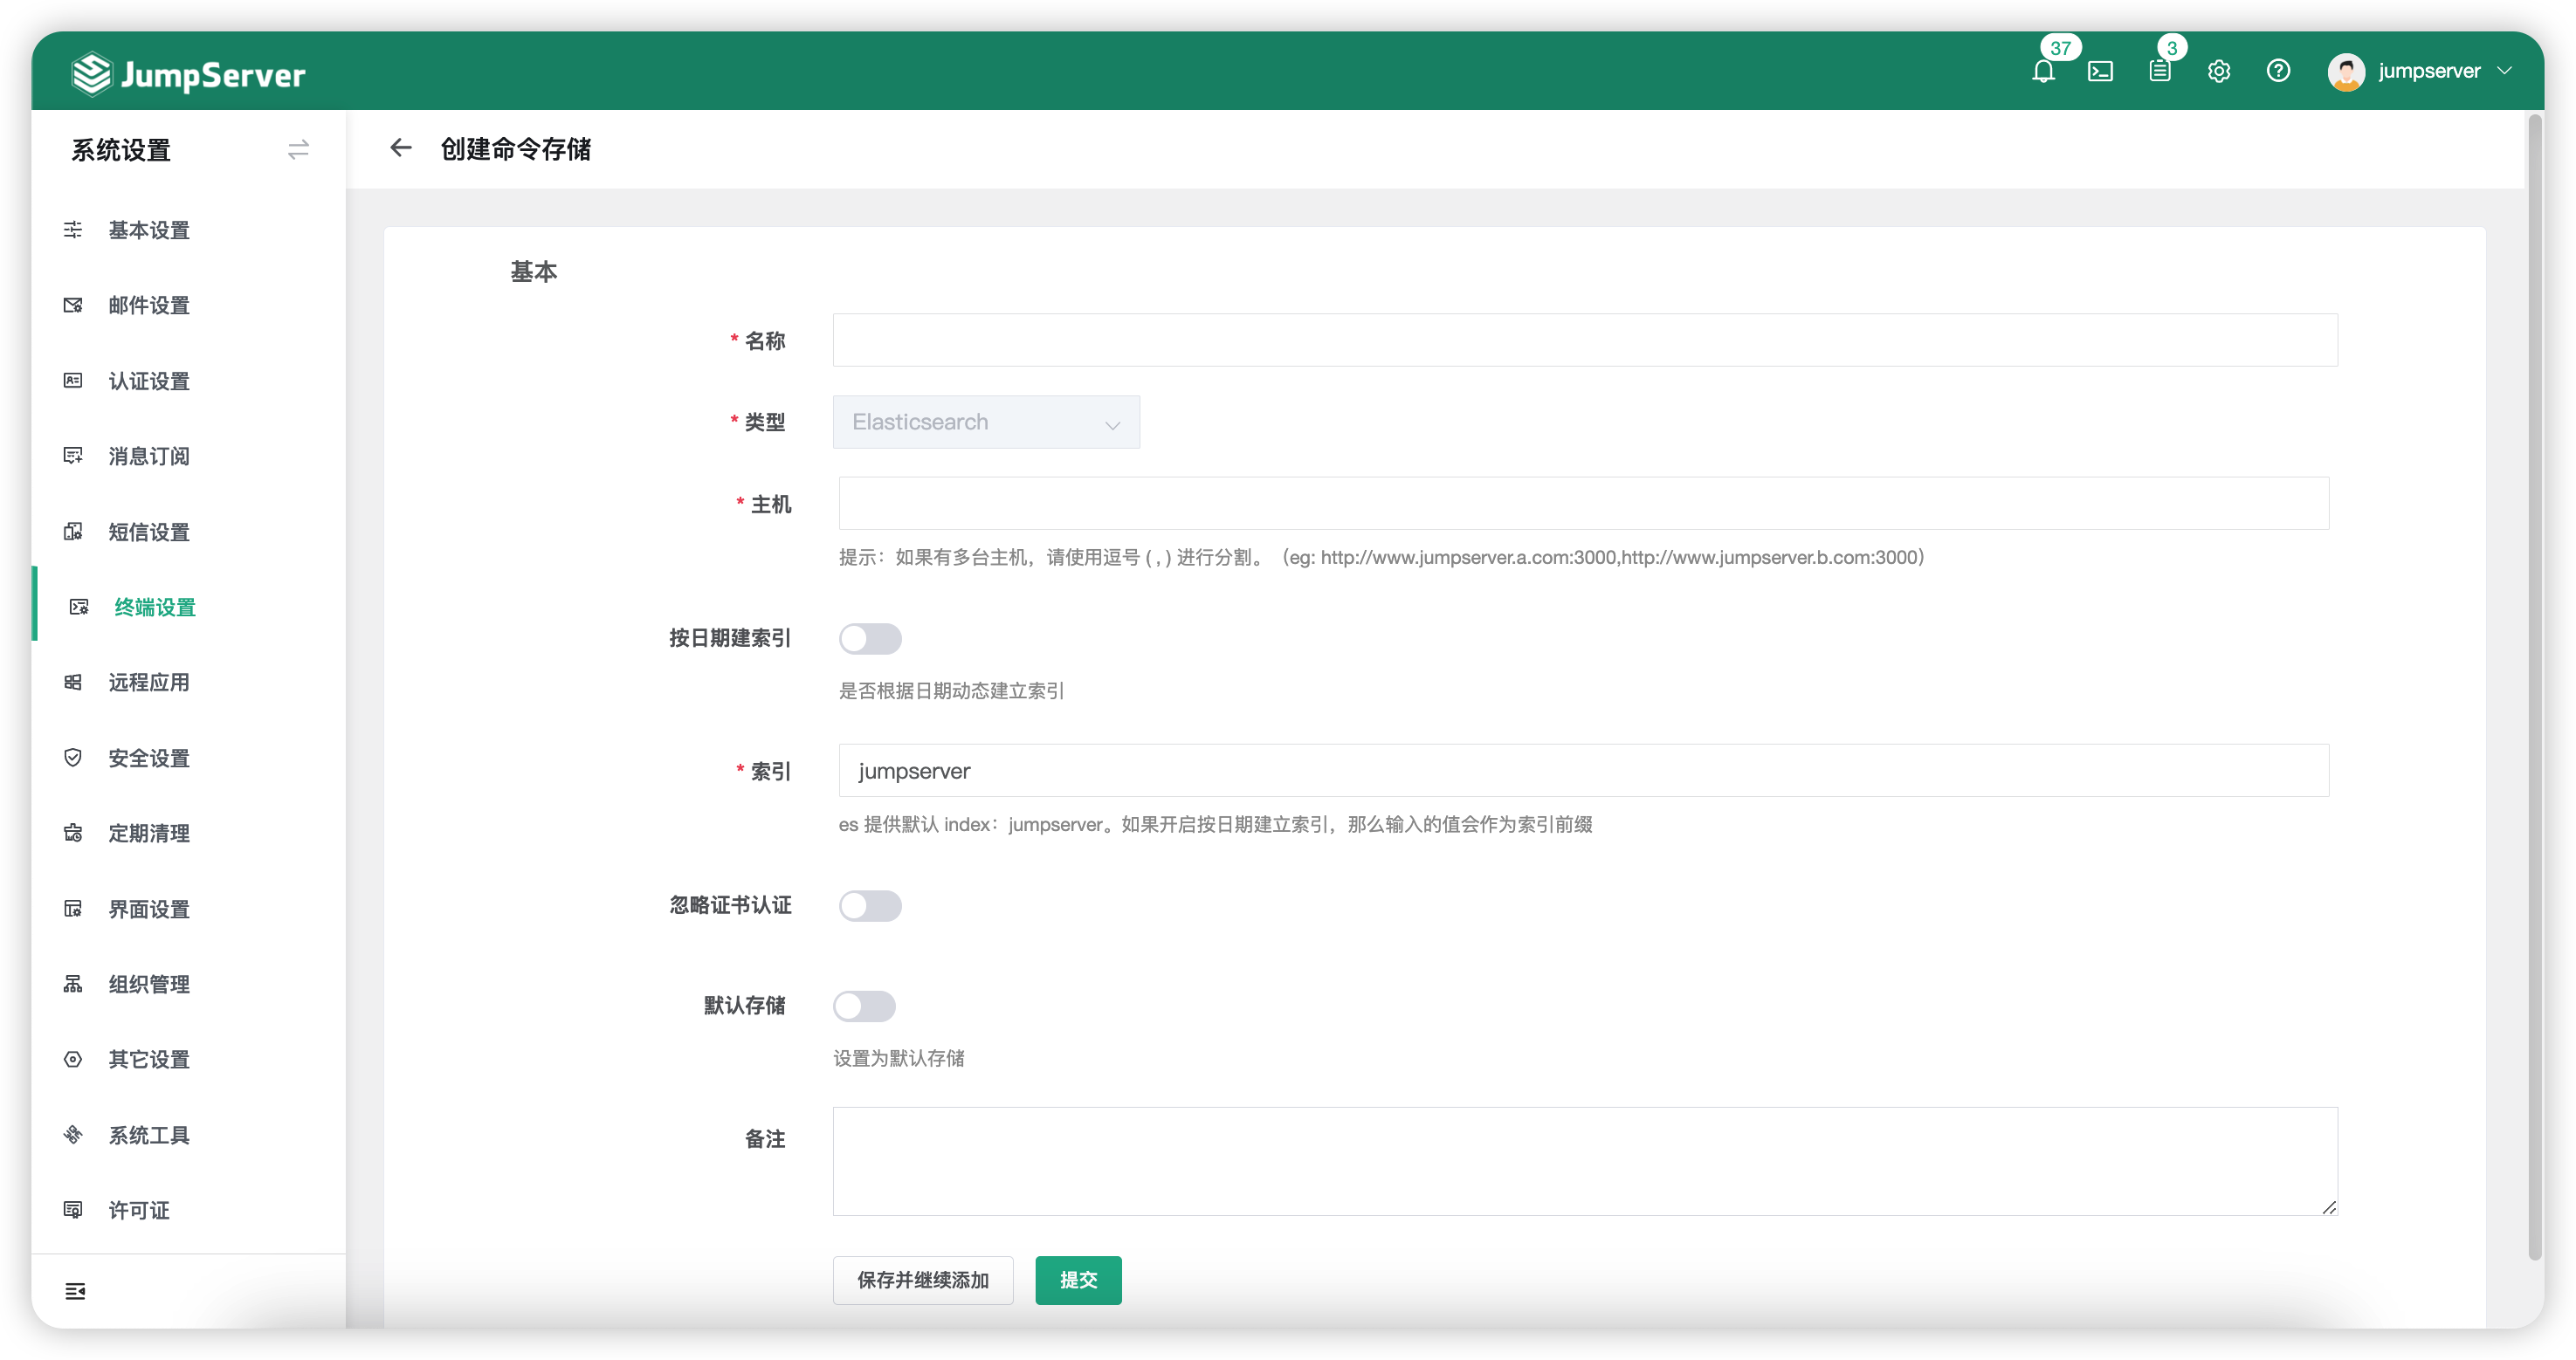 JumpServer
37
3
jumpserver
系统设置
创建命令存储
基本设置
邮件设置
认证设置
消息订阅
短信设置
终端设置
远程应用
安全设置
定期清理
界面设置
组织管理
其它设置
系统工具
许可证
基本
* 名称
* 类型
Elasticsearch
* 主机
提示：如果有多台主机，请使用逗号 ( , ) 进行分割。（eg: http://www.jumpserver.a.com:3000,http://www.jumpserver.b.com:3000）
按日期建索引
是否根据日期动态建立索引
* 索引
jumpserver
es 提供默认 index：jumpserver。如果开启按日期建立索引，那么输入的值会作为索引前缀
忽略证书认证
默认存储
设置为默认存储
备注
保存并继续添加
提交